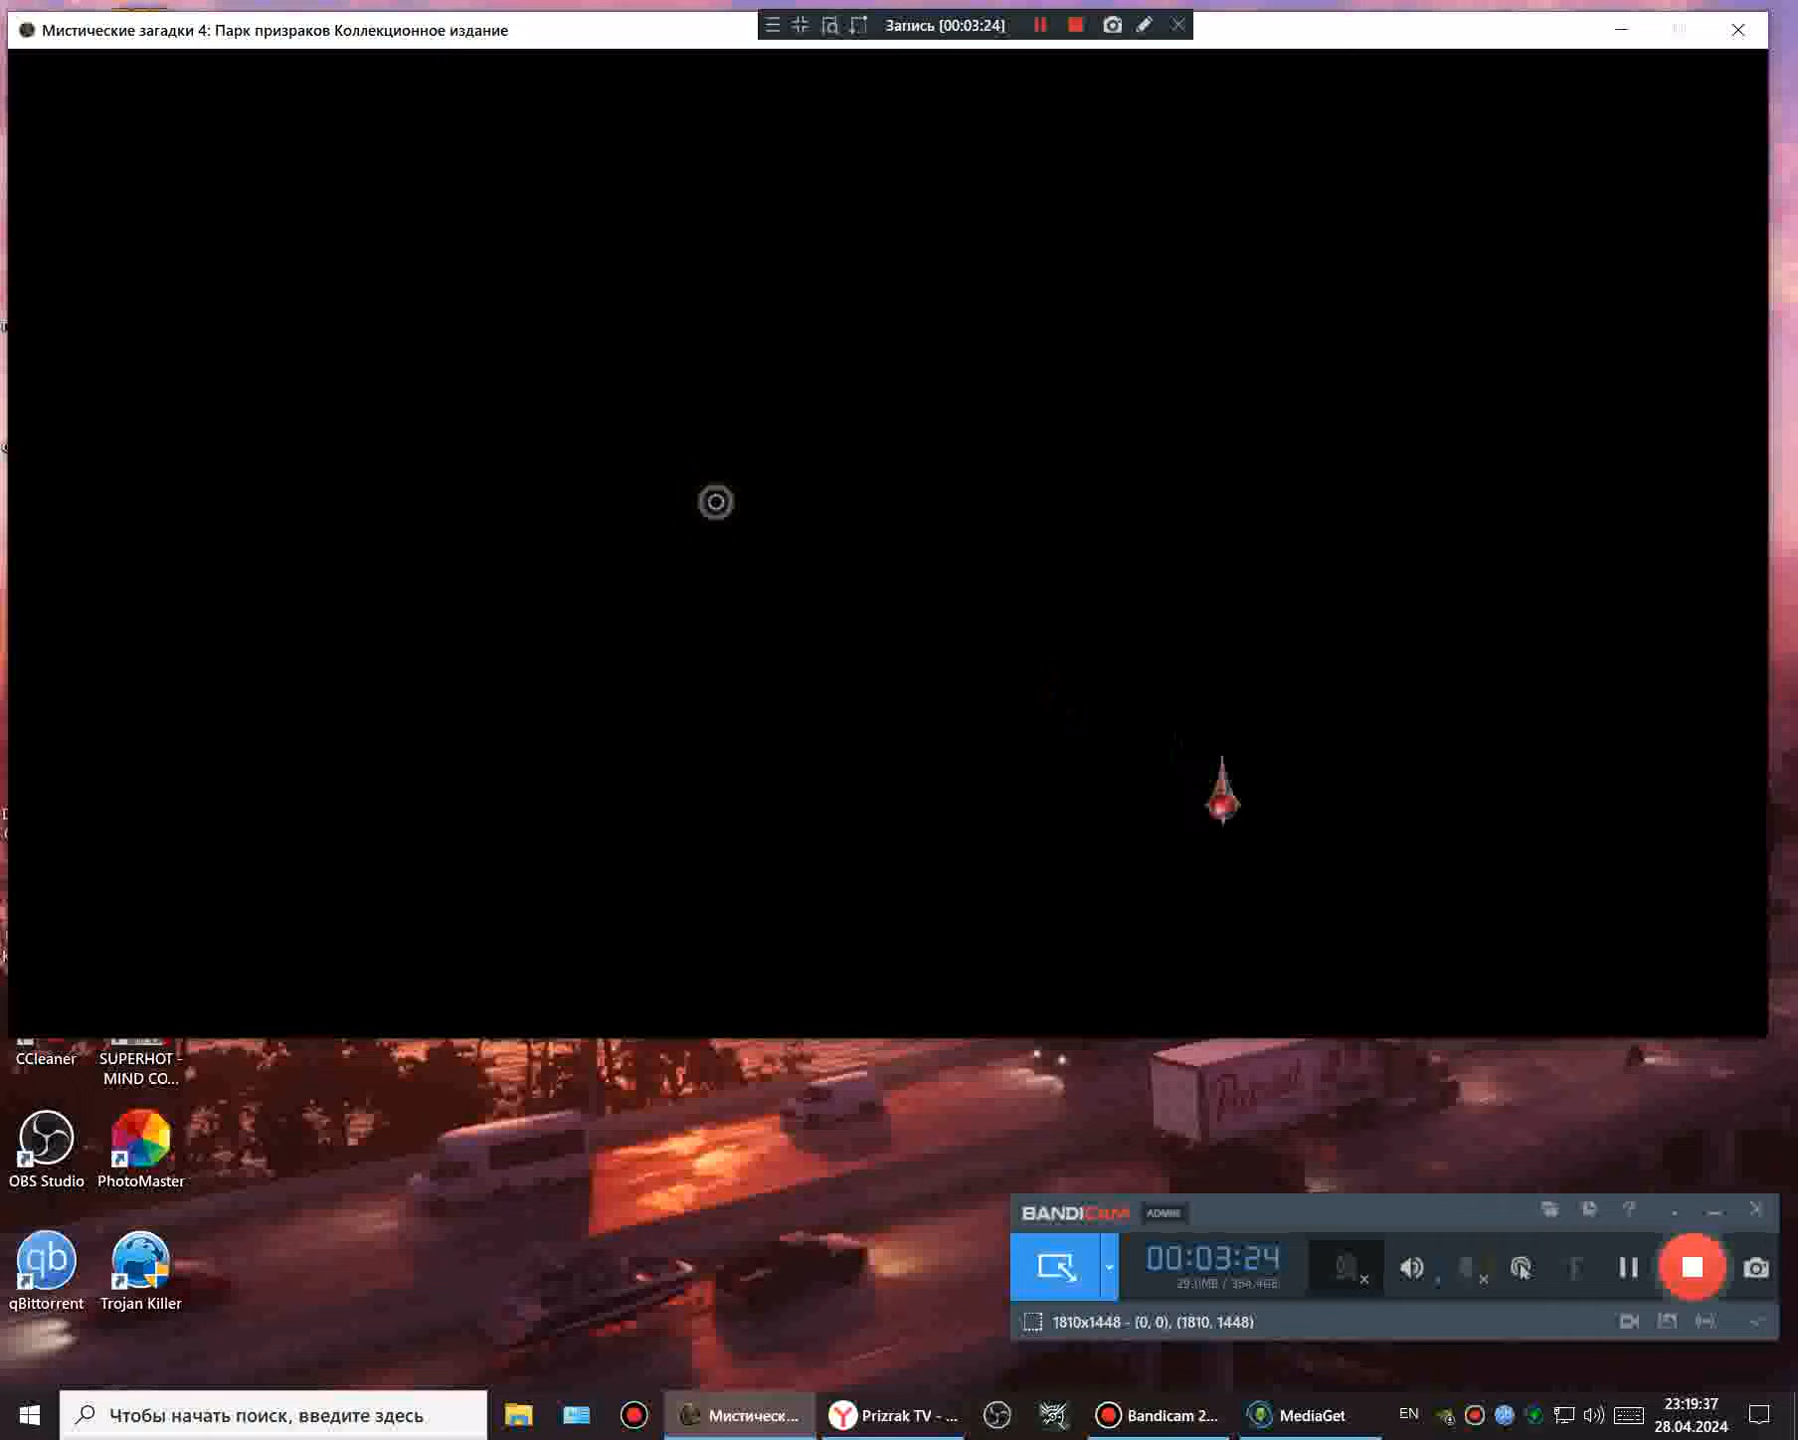 Мистические загадки 4: Парк призраков Коллекционное издание
Запись [00:03:24]
CCleaner
SUPERHOT -
MIND CO...
OBS Studio
PhotoMaster
qBittorrent
Trojan Killer
BANDICAM
ADMIN
00:03:24
1810x1448 - (0, 0), (1810, 1448)
Чтобы начать поиск, введите здесь
Мистическ...
Prizrak TV - ...
Bandicam 2...
MediaGet
EN
23:19:37
28.04.2024